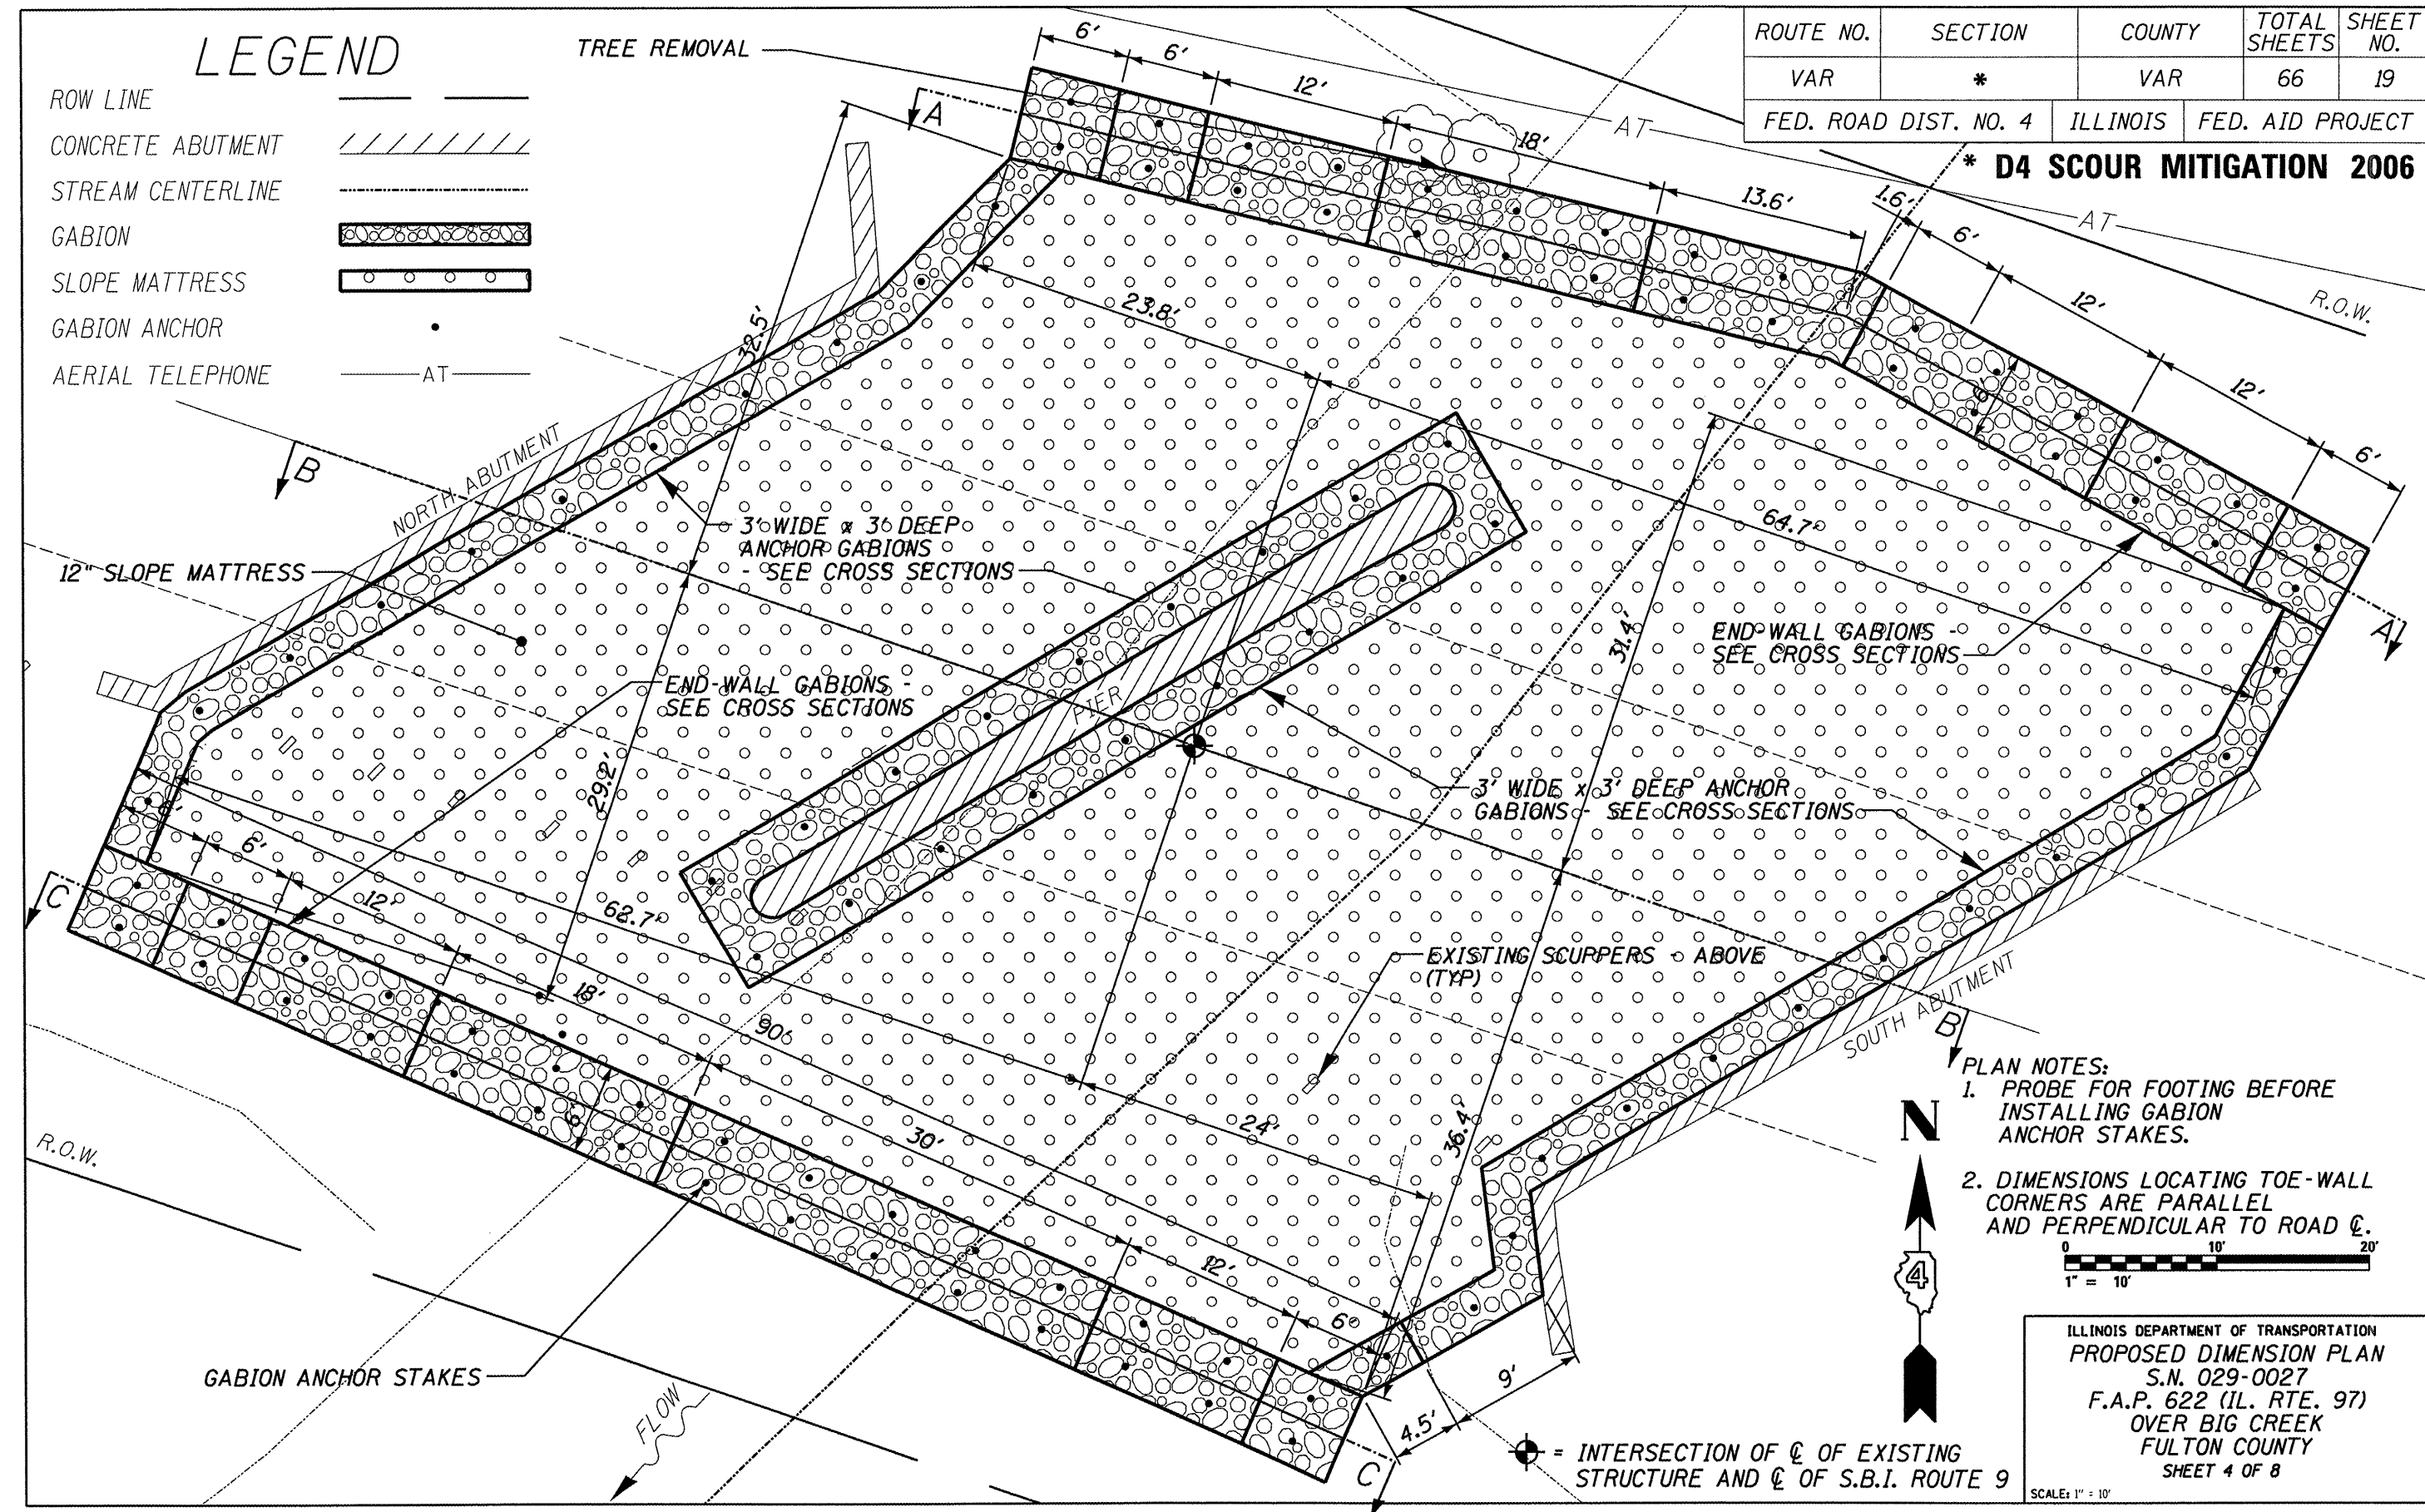 LEGEND
ROW LINE
CONCRETE ABUTMENT
STREAM CENTERLINE
GABION
SLOPE MATTRESS
GABION ANCHOR
AERIAL TELEPHONE
AT
TREE REMOVAL
ROUTE NO.
SECTION
COUNTY
TOTAL SHEETS
SHEET NO.
VAR
*
VAR
66
19
FED. ROAD DIST. NO. 4
ILLINOIS
FED. AID PROJECT
* D4 SCOUR MITIGATION 2006
6'
6'
12'
18'
13.6'
1.6'
6'
12'
12'
6'
AT
AT
R.O.W.
A
A
B
B
C
C
32.5'
23.8'
64.7'
6'
31.4'
NORTH ABUTMENT
3' WIDE x 3' DEEP
ANCHOR GABIONS
- SEE CROSS SECTIONS
12" SLOPE MATTRESS
END-WALL GABIONS -
SEE CROSS SECTIONS
END-WALL GABIONS -
SEE CROSS SECTIONS
PIER
29.2'
3' WIDE x 3' DEEP ANCHOR
GABIONS - SEE CROSS SECTIONS
6'
6'
12'
18'
62.7'
90'
30'
24'
36.4'
12'
6'
6'
9'
4.5'
EXISTING SCUPPERS - ABOVE
(TYP)
SOUTH ABUTMENT
R.O.W.
GABION ANCHOR STAKES
FLOW
PLAN NOTES:
1. PROBE FOR FOOTING BEFORE
INSTALLING GABION
ANCHOR STAKES.
2. DIMENSIONS LOCATING TOE-WALL
CORNERS ARE PARALLEL
AND PERPENDICULAR TO ROAD ℄.
N
4
0 10' 20'
1" = 10'
= INTERSECTION OF ℄ OF EXISTING
STRUCTURE AND ℄ OF S.B.I. ROUTE 9
ILLINOIS DEPARTMENT OF TRANSPORTATION
PROPOSED DIMENSION PLAN
S.N. 029-0027
F.A.P. 622 (IL. RTE. 97)
OVER BIG CREEK
FULTON COUNTY
SHEET 4 OF 8
SCALE: 1" = 10'